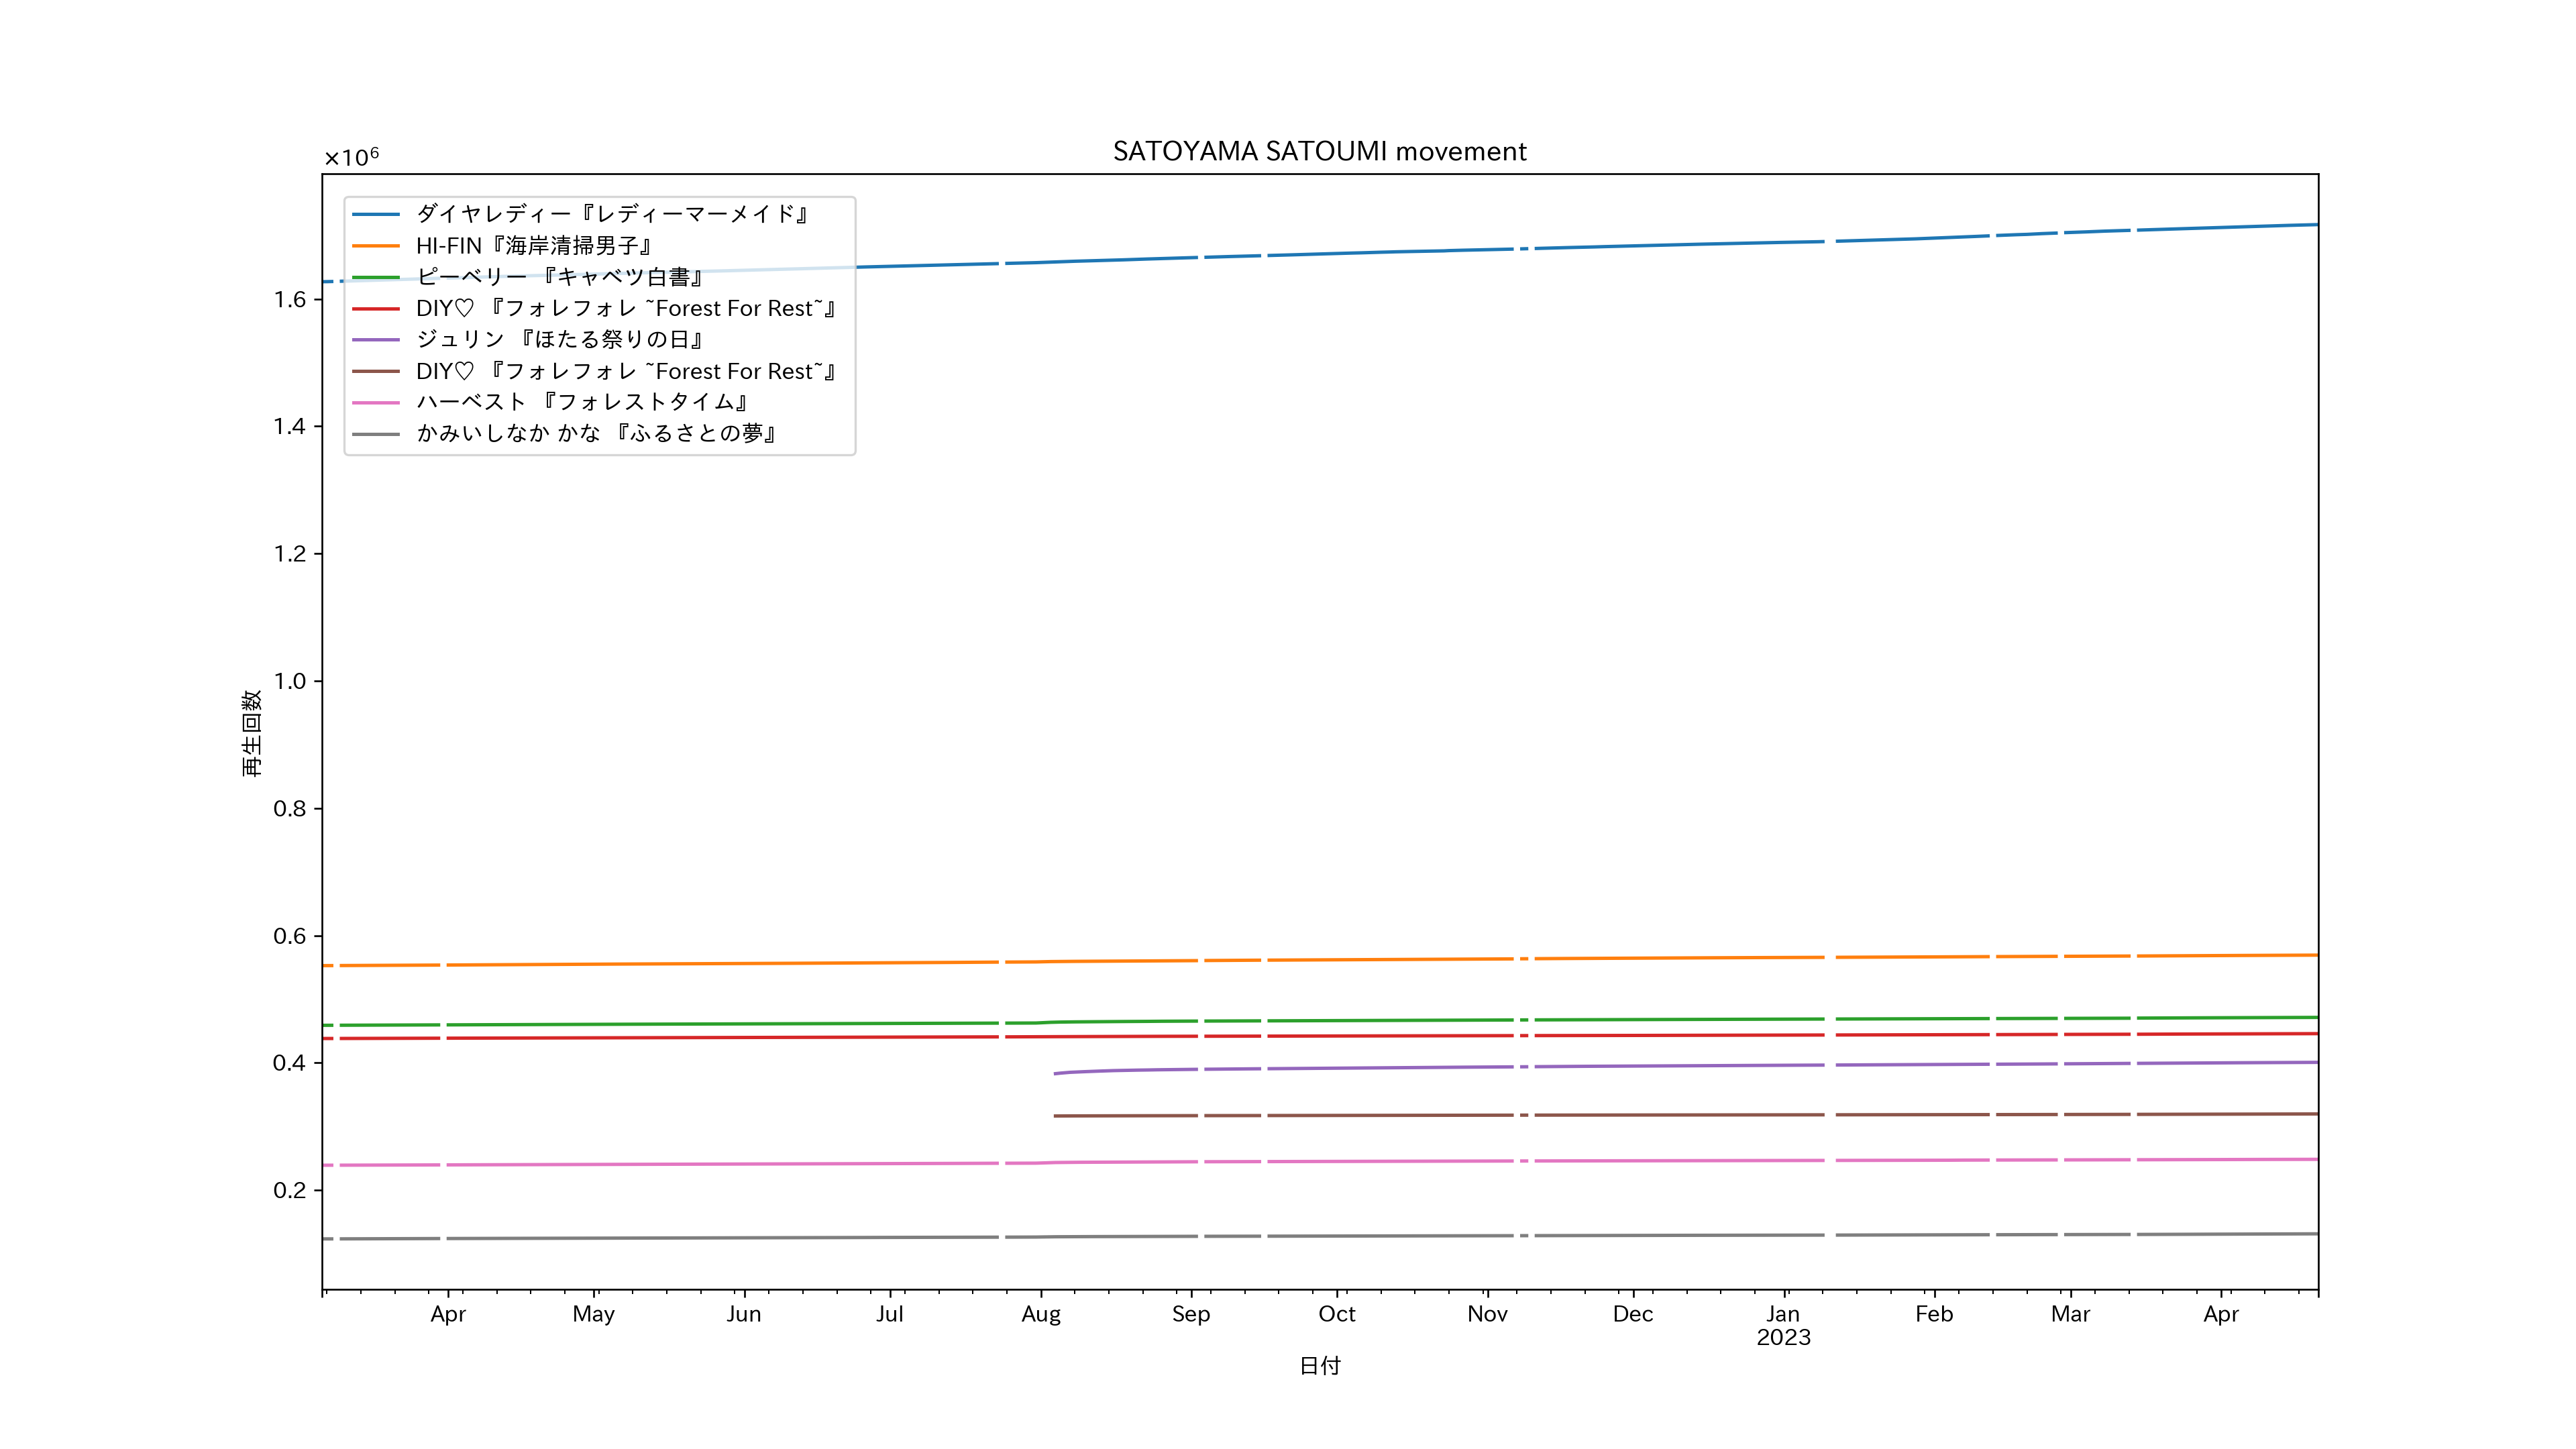 SATOYAMA SATOUMI movement
×10⁶
ダイヤレディー『レディーマーメイド』
HI-FIN『海岸清掃男子』
ピーベリー 『キャベツ白書』
DIY♡ 『フォレフォレ ~Forest For Rest~』
ジュリン 『ほたる祭りの日』
DIY♡ 『フォレフォレ ~Forest For Rest~』
ハーベスト 『フォレストタイム』
かみいしなか かな 『ふるさとの夢』
1.6
1.4
1.2
1.0
0.8
0.6
0.4
0.2
再生回数
Apr May Jun Jul Aug Sep Oct Nov Dec Jan Feb Mar Apr
2023
日付